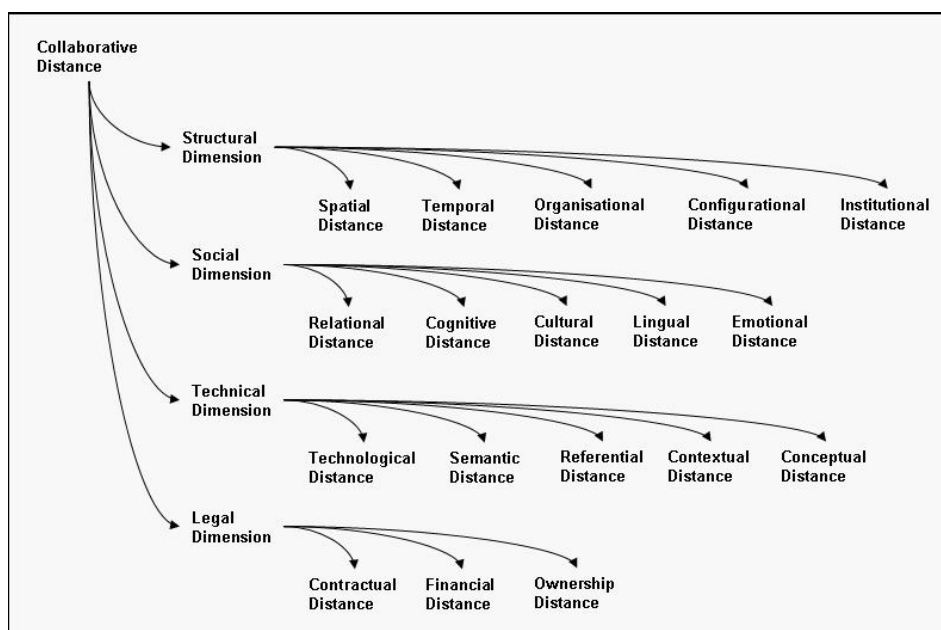 Collaborative
Distance
Structural
Dimension
Spatial
Distance
Temporal
Distance
Organisational
Distance
Configurational
Distance
Institutional
Distance
Social
Dimension
Relational
Distance
Cognitive
Distance
Cultural
Distance
Lingual
Distance
Emotional
Distance
Technical
Dimension
Technological
Distance
Semantic
Distance
Referential
Distance
Contextual
Distance
Conceptual
Distance
Legal
Dimension
Contractual
Distance
Financial
Distance
Ownership
Distance